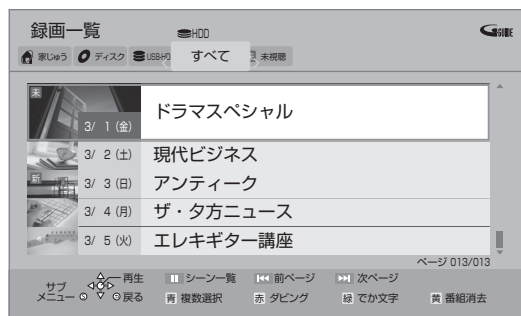 録画一覧 HDD G-GUIDE
家じゅう ディスク USB-HD すべて 未視聴
未
3/ 1 (金) ドラマスペシャル
3/ 2 (土) 現代ビジネス
新
3/ 3 (日) アンティーク
3/ 4 (月) ザ・夕方ニュース
3/ 5 (火) エレキギター講座
ページ 013/013
サブメニュー 再生 シーン一覧 前ページ 次ページ
戻る 青 複数選択 赤 ダビング 緑 でか文字 黄 番組消去